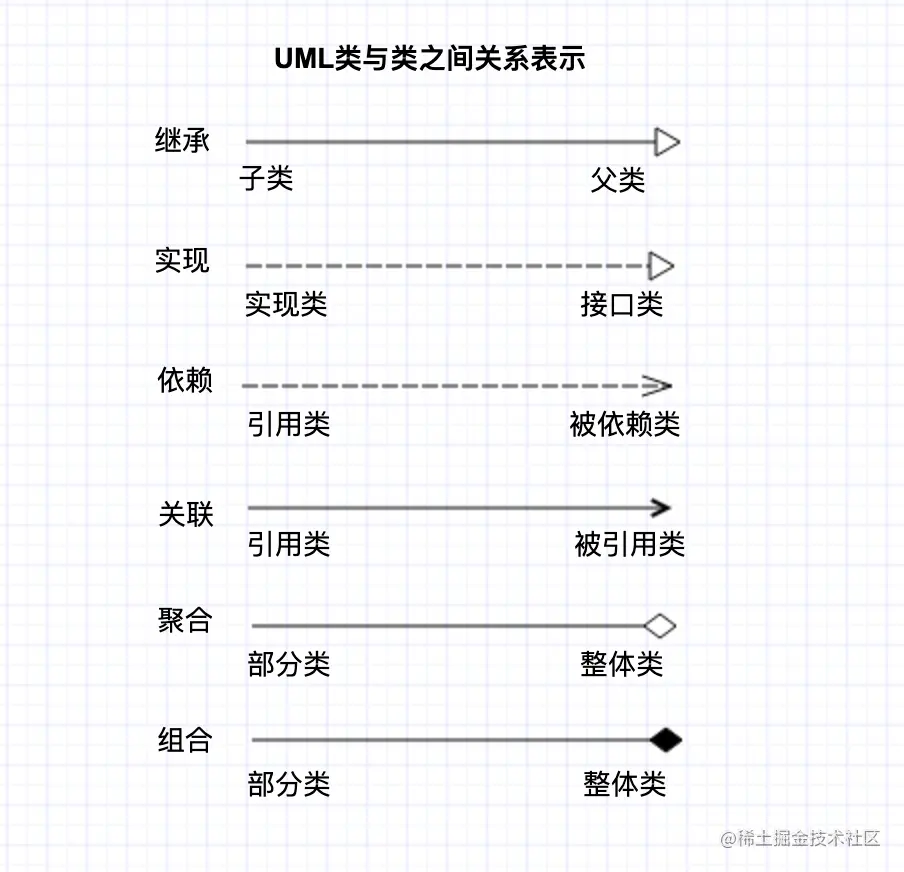 UML类与类之间关系表示
继承
子类 父类
实现
实现类 接口类
依赖
引用类 被依赖类
关联
引用类 被引用类
聚合
部分类 整体类
组合
部分类 整体类
@稀土掘金技术社区